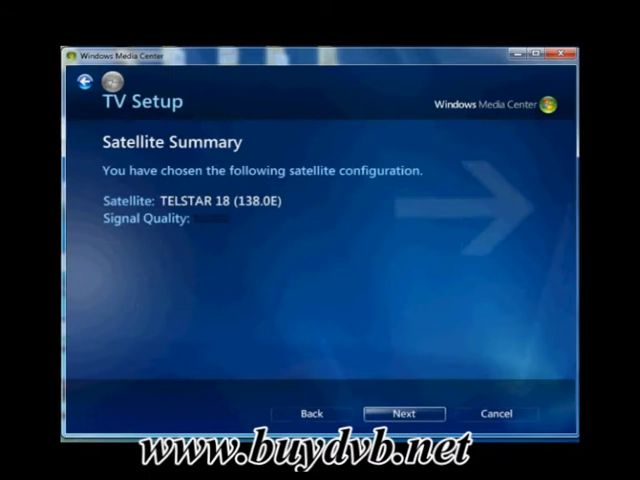 Windows Media Center
TV Setup
Windows Media Center
Satellite Summary
You have chosen the following satellite configuration.
Satellite: TELSTAR 18 (138.0E)
Signal Quality:
Back
Next
Cancel
www.buydvb.net